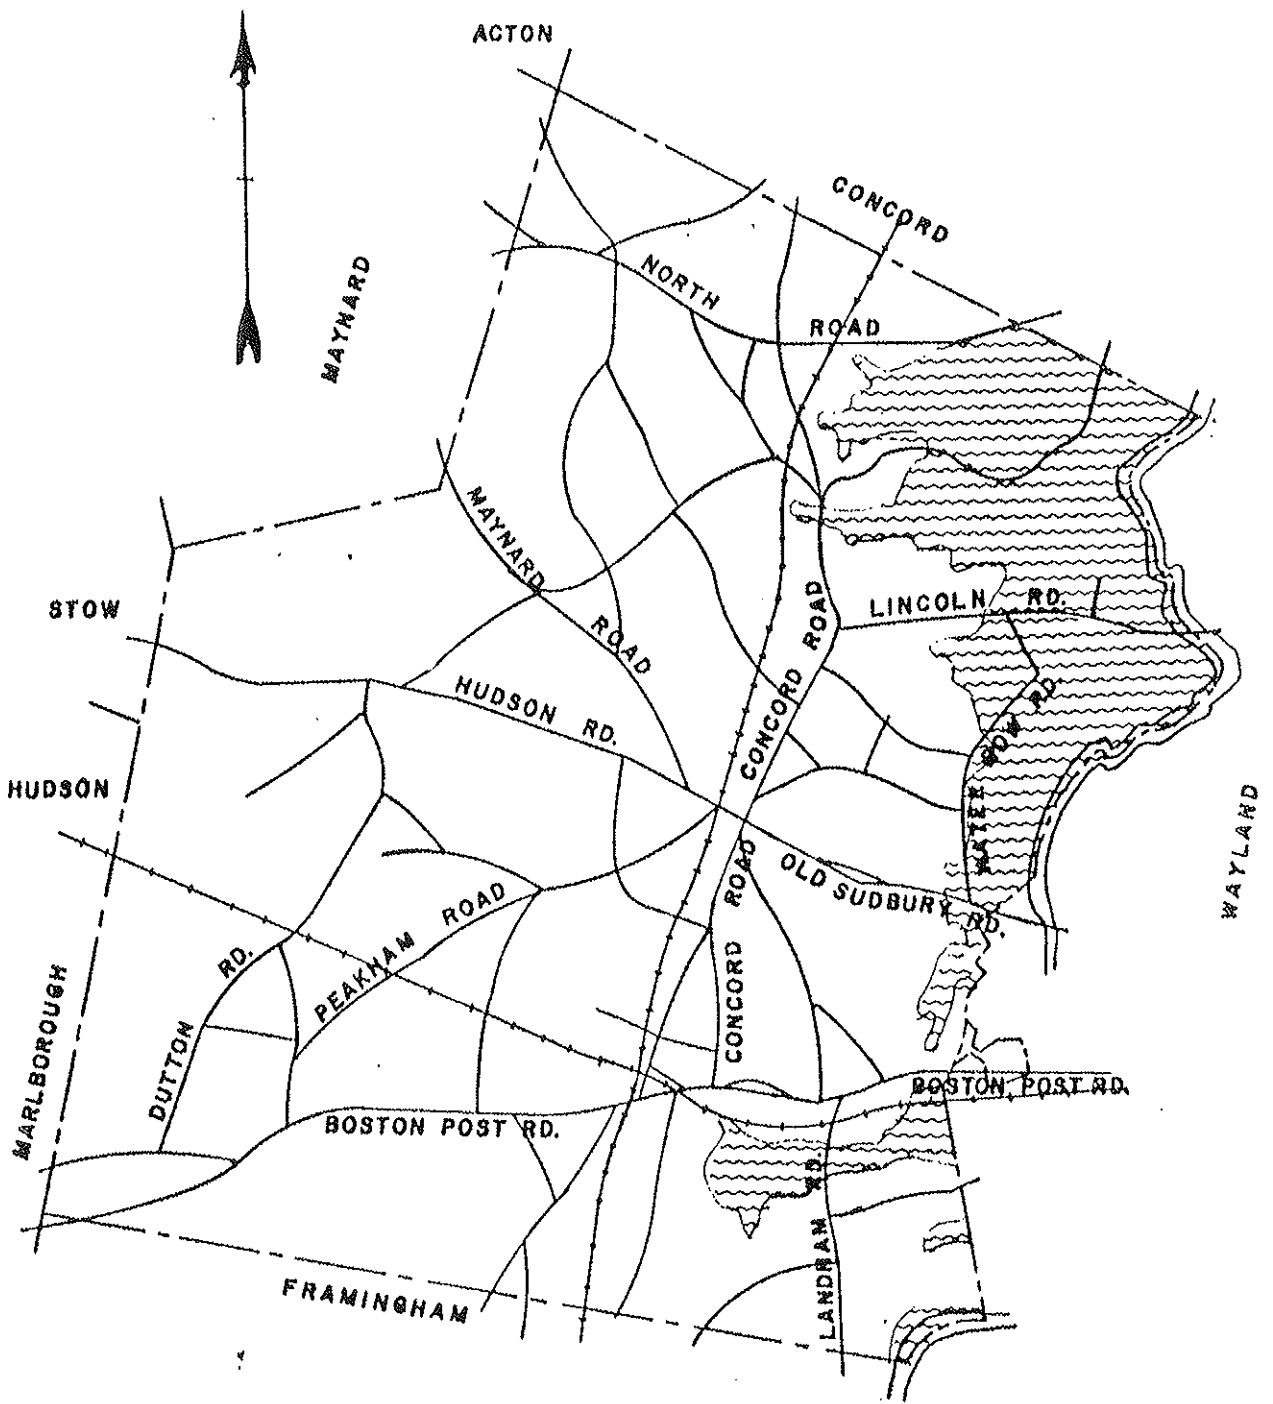 ACTON
CONCORD
MAYNARD
NORTH
ROAD
MAYNARD
ROAD
STOW
LINCOLN RD.
HUDSON RD.
CONCORD ROAD
WATER ROW RD
HUDSON
WAYLAND
OLD SUDBURY RD.
ROAD
CONCORD
PEAKHAM ROAD
DUTTON RD.
MARLBOROUGH
BOSTON POST RD.
BOSTON POST RD.
LANDHAM RD.
FRAMINGHAM